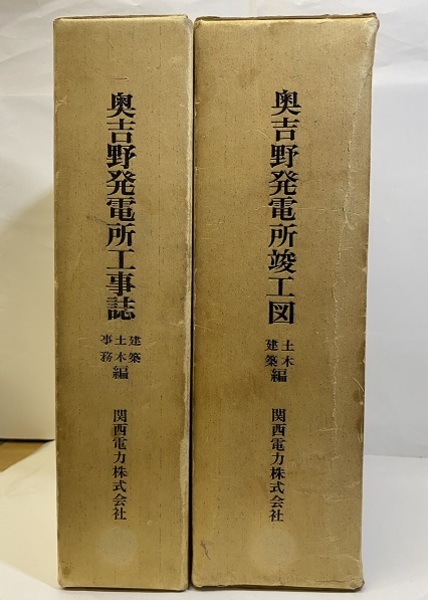 奥吉野発電所工事誌
建築
土木編
事務
関西電力株式会社
奥吉野発電所竣工図
土木
建築編
関西電力株式会社